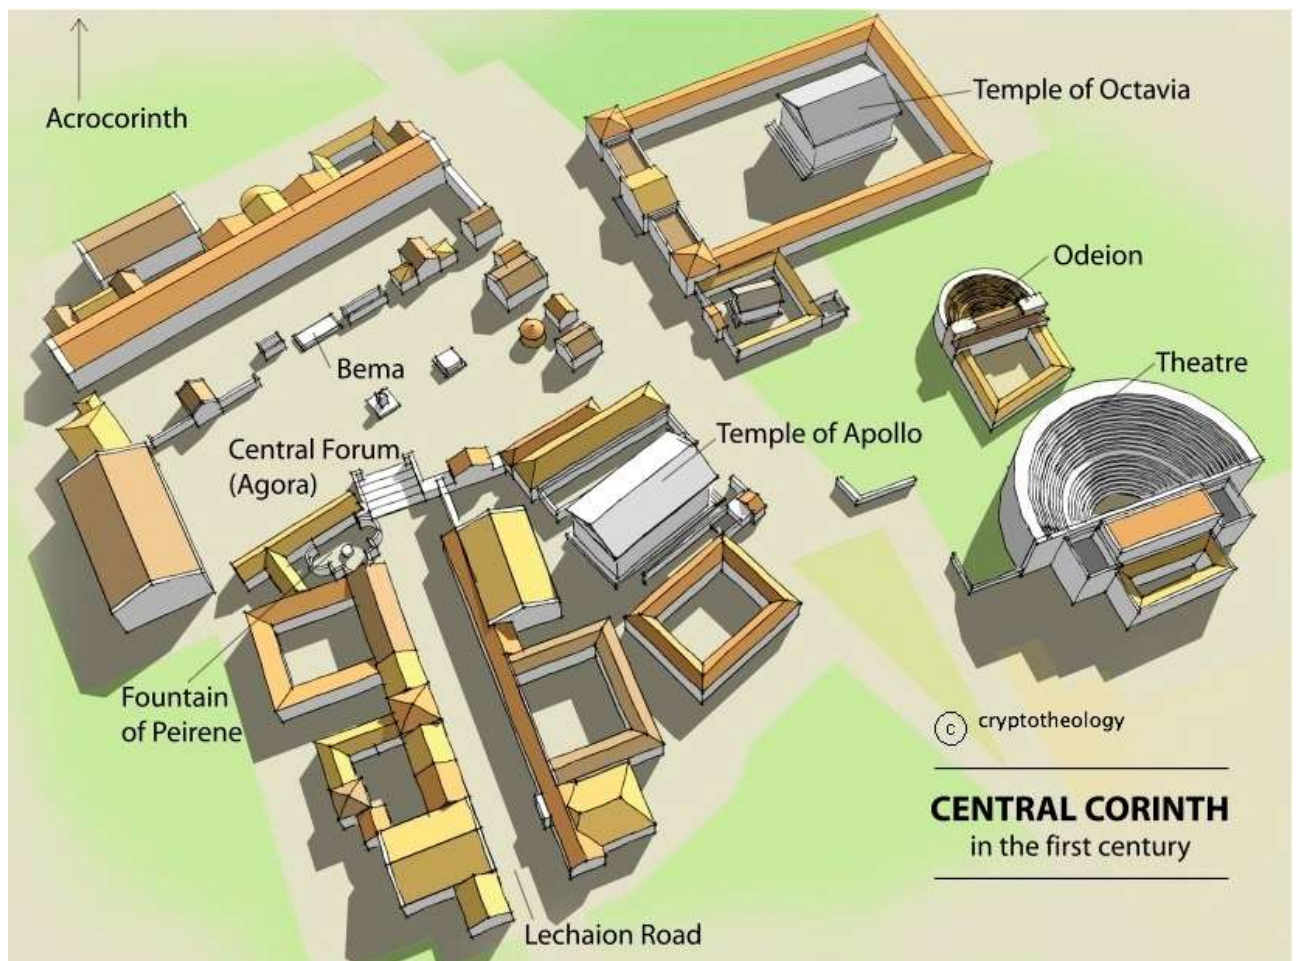 Acrocorinth
Temple of Octavia
Odeion
Theatre
Bema
Temple of Apollo
Central Forum
(Agora)
Fountain
of Peirene
© cryptotheology
CENTRAL CORINTH
in the first century
Lechaion Road